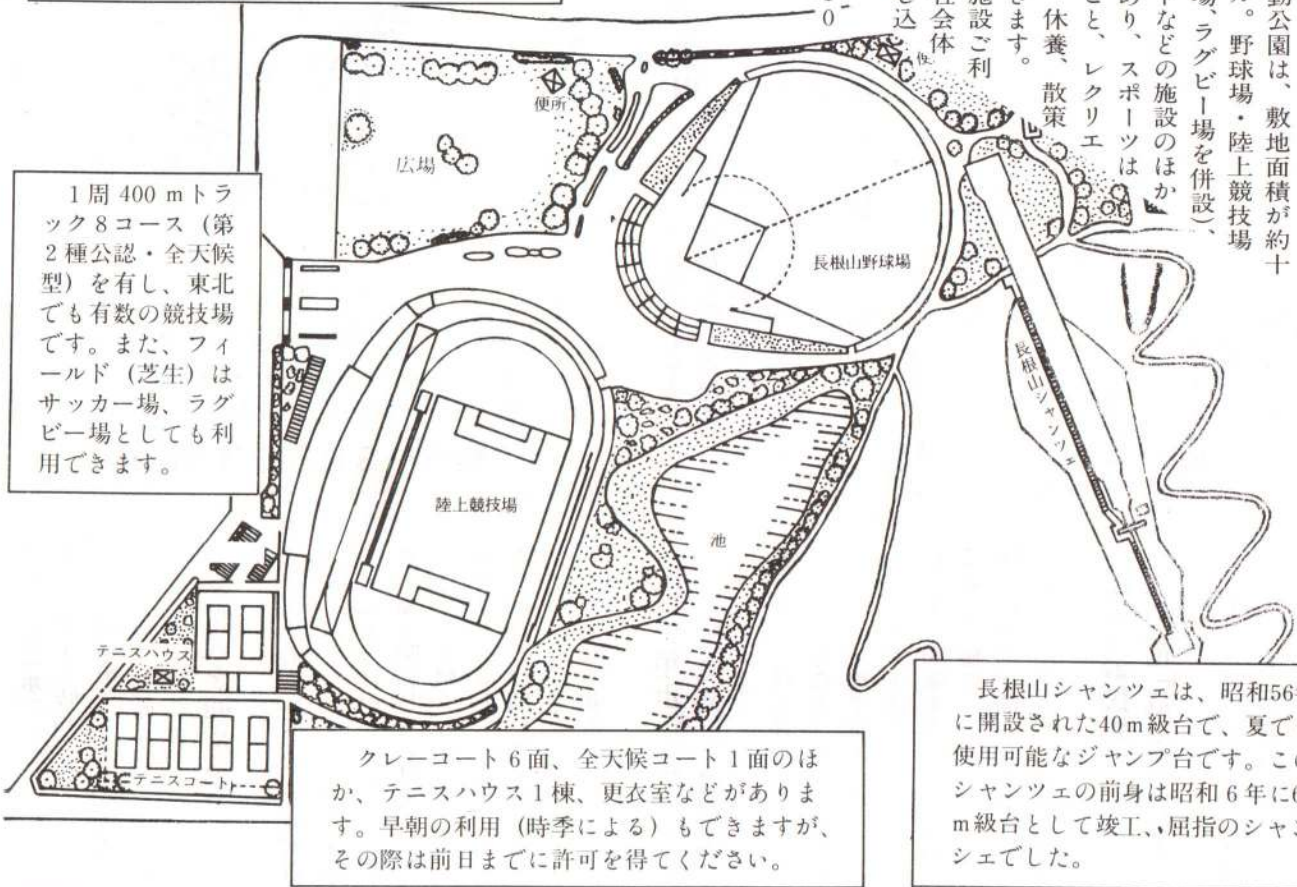 動公園は、敷地面積が約十
。野球場・陸上競技場
場、ラグビー場を併設)、
などの施設のほか
あり、スポーツは
こと、レクリエ
休養、散策
きます。
施設ご利
社会体
し込
0
便所
広場
長根山野球場
長根山シャンツェ
陸上競技場
池
テニスハウス
テニスコート
1周400mトラ
ック8コース(第
2種公認・全天候
型)を有し、東北
でも有数の競技場
です。また、フィ
ールド(芝生)は
サッカー場、ラグ
ビー場としても利
用できます。
クレーコート6面、全天候コート1面のほ
か、テニスハウス1棟、更衣室などがありま
す。早朝の利用(時季による)もできますが、
その際は前日までに許可を得てください。
長根山シャンツェは、昭和56
に開設された40m級台で、夏で
使用可能なジャンプ台です。この
シャンツェの前身は昭和6年に6
m級台として竣工、屈指のシャン
シェでした。